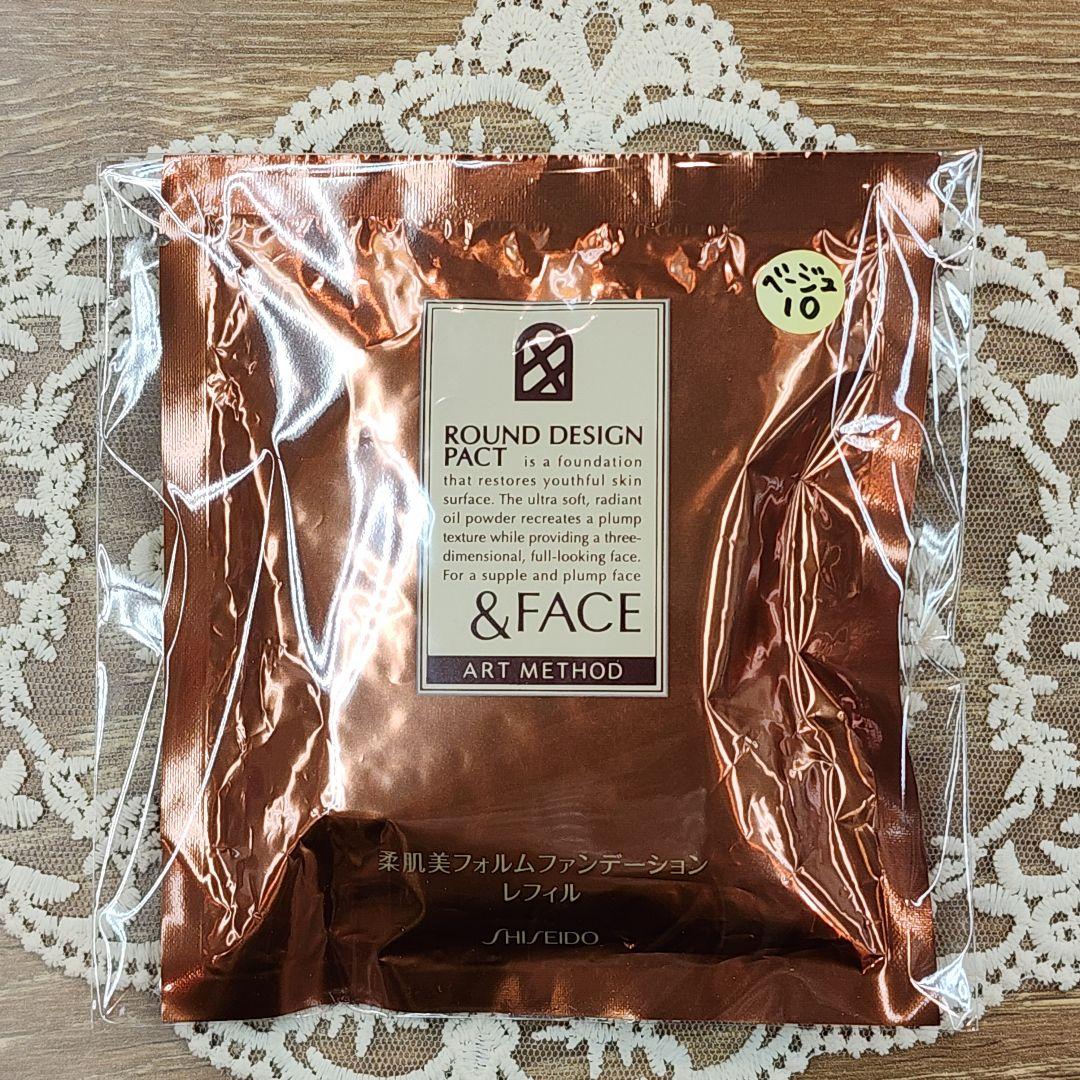 ベージュ
10
ROUND DESIGN
PACT is a foundation
that restores youthful skin
surface. The ultra soft, radiant
oil powder recreates a plump
texture while providing a three-
dimensional, full-looking face.
For a supple and plump face
&FACE
ART METHOD
柔肌美フォルムファンデーション
レフィル
SHISEIDO